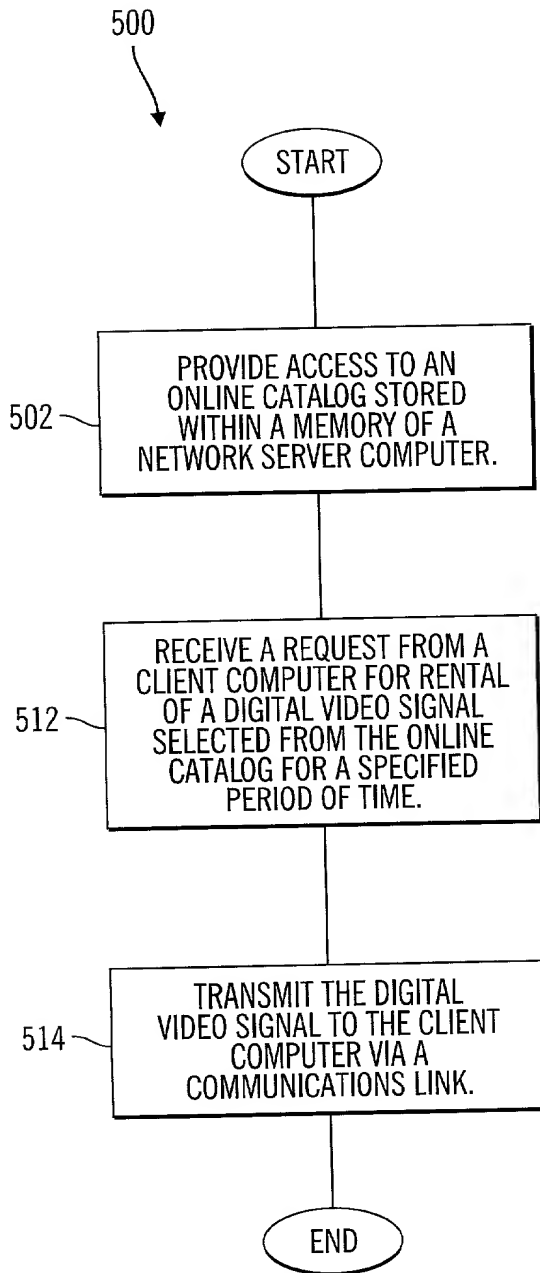 500
START
PROVIDE ACCESS TO AN
ONLINE CATALOG STORED
WITHIN A MEMORY OF A
NETWORK SERVER COMPUTER.
502
RECEIVE A REQUEST FROM A
CLIENT COMPUTER FOR RENTAL
OF A DIGITAL VIDEO SIGNAL
SELECTED FROM THE ONLINE
CATALOG FOR A SPECIFIED
PERIOD OF TIME.
512
TRANSMIT THE DIGITAL
VIDEO SIGNAL TO THE CLIENT
COMPUTER VIA A
COMMUNICATIONS LINK.
514
END